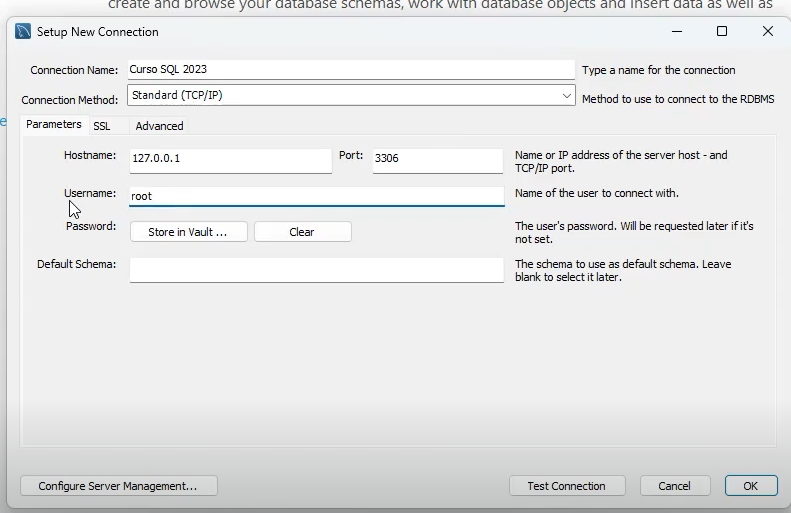 create and browse your database schemas, work with database objects and insert data as well as
Setup New Connection
Connection Name: Curso SQL 2023 Type a name for the connection
Connection Method: Standard (TCP/IP) Method to use to connect to the RDBMS
e
Parameters SSL Advanced
Hostname: 127.0.0.1 Port: 3306 Name or IP address of the server host - and
TCP/IP port.
Username: root Name of the user to connect with.
Password: Store in Vault ... Clear The user's password. Will be requested later if it's
not set.
Default Schema: The schema to use as default schema. Leave
blank to select it later.
Configure Server Management... Test Connection Cancel OK